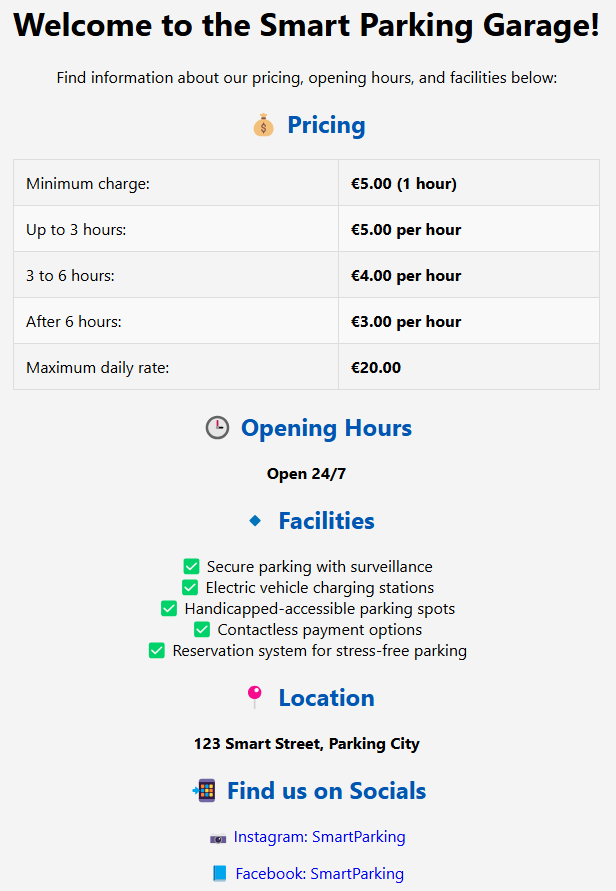 Welcome to the Smart Parking Garage!
Find information about our pricing, opening hours, and facilities below:
💰 Pricing
Minimum charge: €5.00 (1 hour)
Up to 3 hours: €5.00 per hour
3 to 6 hours: €4.00 per hour
After 6 hours: €3.00 per hour
Maximum daily rate: €20.00
🕒 Opening Hours
Open 24/7
🔹 Facilities
✅ Secure parking with surveillance
✅ Electric vehicle charging stations
✅ Handicapped-accessible parking spots
✅ Contactless payment options
✅ Reservation system for stress-free parking
📍 Location
123 Smart Street, Parking City
📲 Find us on Socials
📷 Instagram: SmartParking
📘 Facebook: SmartParking